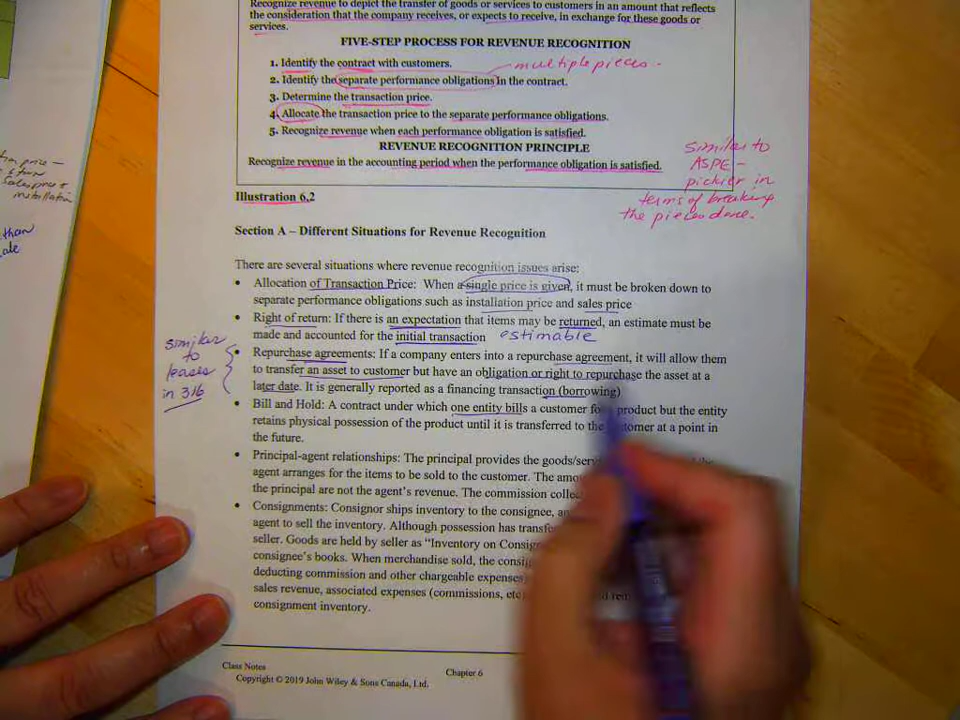 Recognize revenue to depict the transfer of goods or services to customers in an amount that reflects
the consideration that the company receives, or expects to receive, in exchange for these goods or
services.
FIVE-STEP PROCESS FOR REVENUE RECOGNITION
1. Identify the contract with customers.
multiple pieces.
2. Identify the separate performance obligations in the contract.
3. Determine the transaction price.
4. Allocate the transaction price to the separate performance obligations.
5. Recognize revenue when each performance obligation is satisfied.
REVENUE RECOGNITION PRINCIPLE
Recognize revenue in the accounting period when the performance obligation is satisfied.
similar to
ASPE -
pickier in
terms of breaking
the pieces down.
Illustration 6.2
Section A – Different Situations for Revenue Recognition
There are several situations where revenue recognition issues arise:
• Allocation of Transaction Price: When a single price is given, it must be broken down to
separate performance obligations such as installation price and sales price
• Right of return: If there is an expectation that items may be returned, an estimate must be
made and accounted for the initial transaction estimable
similar
to
leases
in 316
• Repurchase agreements: If a company enters into a repurchase agreement, it will allow them
to transfer an asset to customer but have an obligation or right to repurchase the asset at a
later date. It is generally reported as a financing transaction (borrowing)
• Bill and Hold: A contract under which one entity bills a customer product but the entity
retains physical possession of the product until it is transferred to the customer at a point in
the future.
• Principal-agent relationships: The principal provides the
agent arranges for the items to be sold to the customer. The
the principal are not the agent's revenue. The commission
• Consignments: Consignor ships inventory to the consignee,
agent to sell the inventory. Although possession has
seller. Goods are held by seller as "Inventory on
consignee's books. When merchandise sold, the
deducting commission and other chargeable expenses
sales revenue, associated expenses (commissions,
consignment inventory.
Class Notes
Chapter 6
Copyright © 2019 John Wiley & Sons Canada, Ltd.
price -
sales price +
installation
than